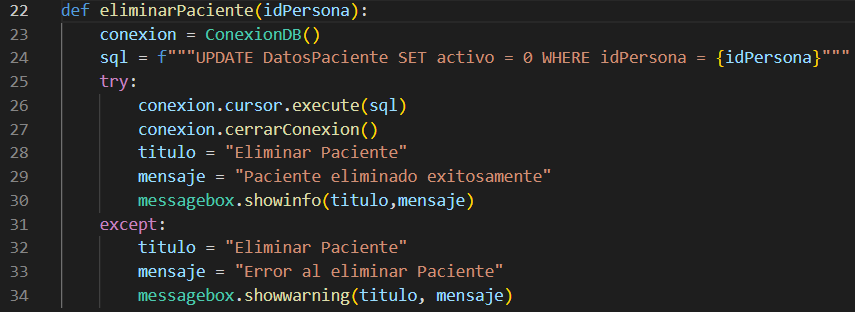 22 def eliminarPaciente(idPersona):
23     conexion = ConexionDB()
24     sql = f"""UPDATE DatosPaciente SET activo = 0 WHERE idPersona = {idPersona}"""
25     try:
26         conexion.cursor.execute(sql)
27         conexion.cerrarConexion()
28         titulo = "Eliminar Paciente"
29         mensaje = "Paciente eliminado exitosamente"
30         messagebox.showinfo(titulo,mensaje)
31     except:
32         titulo = "Eliminar Paciente"
33         mensaje = "Error al eliminar Paciente"
34         messagebox.showwarning(titulo, mensaje)